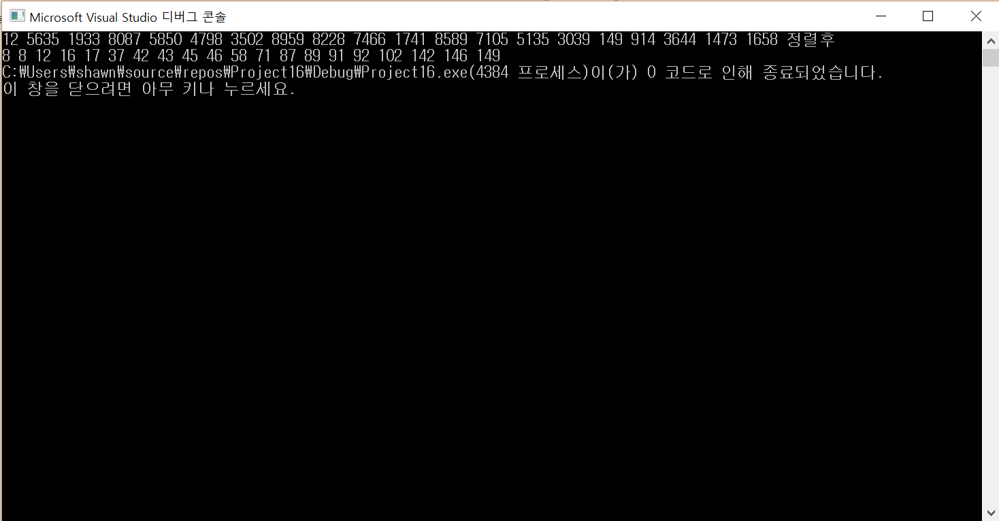 Microsoft Visual Studio 디버그 콘솔
12 5635 1933 8087 5850 4798 3502 8959 8228 7466 1741 8589 7105 5135 3039 149 914 3644 1473 1658 정렬후
8 8 12 16 17 37 42 43 45 46 58 71 87 89 91 92 102 142 146 149
C:₩Users₩shawn₩source₩repos₩Project16₩Debug₩Project16.exe(4384 프로세스)이(가) 0 코드로 인해 종료되었습니다.
이 창을 닫으려면 아무 키나 누르세요.